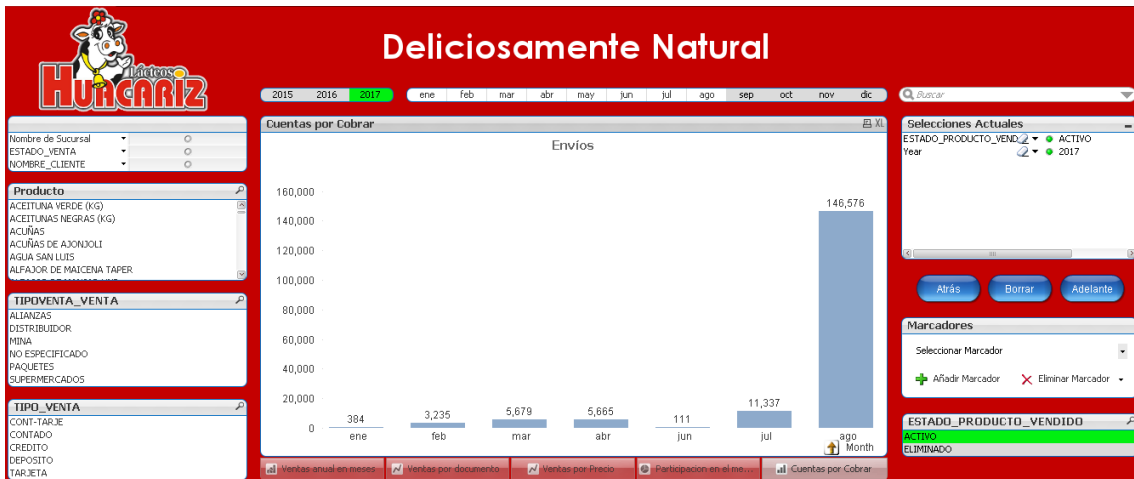 Lácteos
HUACARIZ
Deliciosamente Natural
2015 2016 2017
ene feb mar abr may jun jul ago sep oct nov dic
Buscar
Nombre de Sucursal
ESTADO_VENTA
NOMBRE_CLIENTE
Producto
ACEITUNA VERDE (KG)
ACEITUNAS NEGRAS (KG)
ACUÑAS
ACUÑAS DE AJONJOLI
AGUA SAN LUIS
ALFAJOR DE MAICENA TAPER
TIPOVENTA_VENTA
ALIANZAS
DISTRIBUIDOR
MINA
NO ESPECIFICADO
PAQUETES
SUPERMERCADOS
TIPO_VENTA
CONT-TARJE
CONTADO
CREDITO
DEPOSITO
TARJETA
Cuentas por Cobrar
XL
Envíos
160,000
140,000
120,000
100,000
80,000
60,000
40,000
20,000
0
384
3,235
5,679
5,665
111
11,337
146,576
ene feb mar abr jun jul ago
Month
Ventas anual en meses
Ventas por documento
Ventas por Precio
Participacion en el me...
Cuentas por Cobrar
Selecciones Actuales
ESTADO_PRODUCTO_VEND ACTIVO
Year 2017
Atrás Borrar Adelante
Marcadores
Seleccionar Marcador
Añadir Marcador Eliminar Marcador
ESTADO_PRODUCTO_VENDIDO
ACTIVO
ELIMINADO